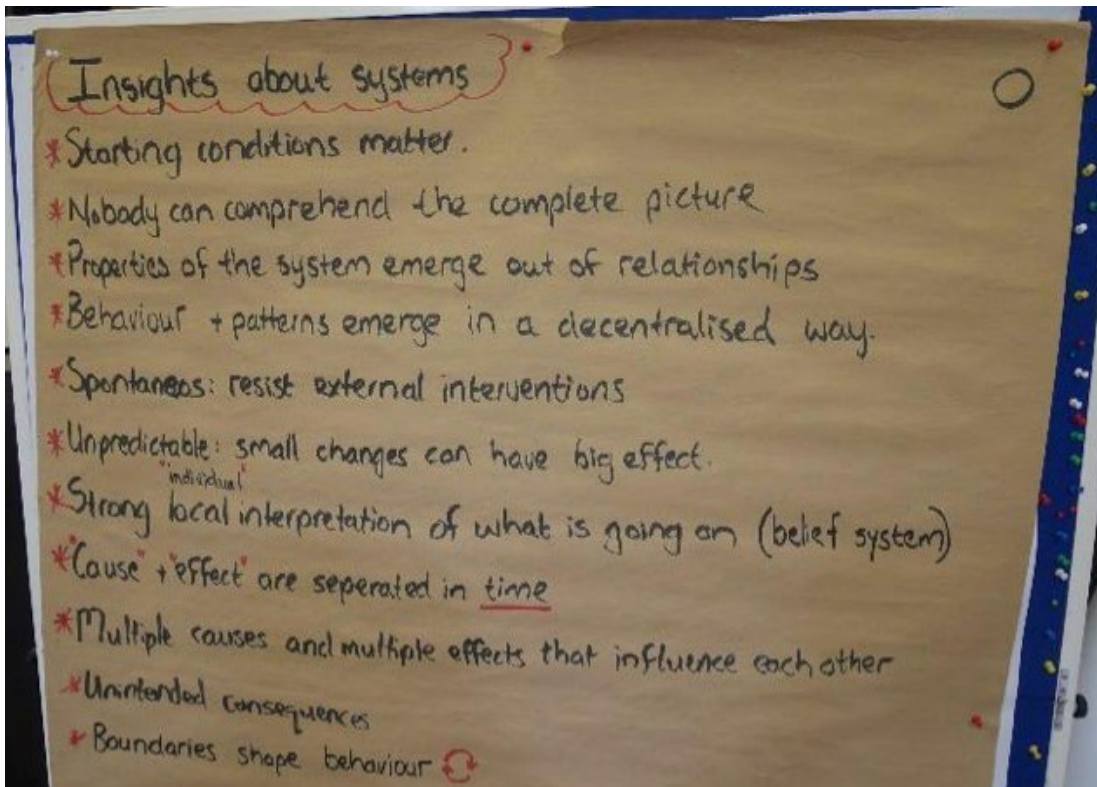 Insights about systems
* Starting conditions matter.
* Nobody can comprehend the complete picture
* Properties of the system emerge out of relationships
* Behaviour + patterns emerge in a decentralised way.
* Spontaneos: resist external interventions
* Unpredictable: small changes can have big effect.
"individual"
* Strong local interpretation of what is going on (belief system)
* "Cause" + "effect" are seperated in time
* Multiple causes and multiple effects that influence each other
* Unintended consequences
* Boundaries shape behaviour